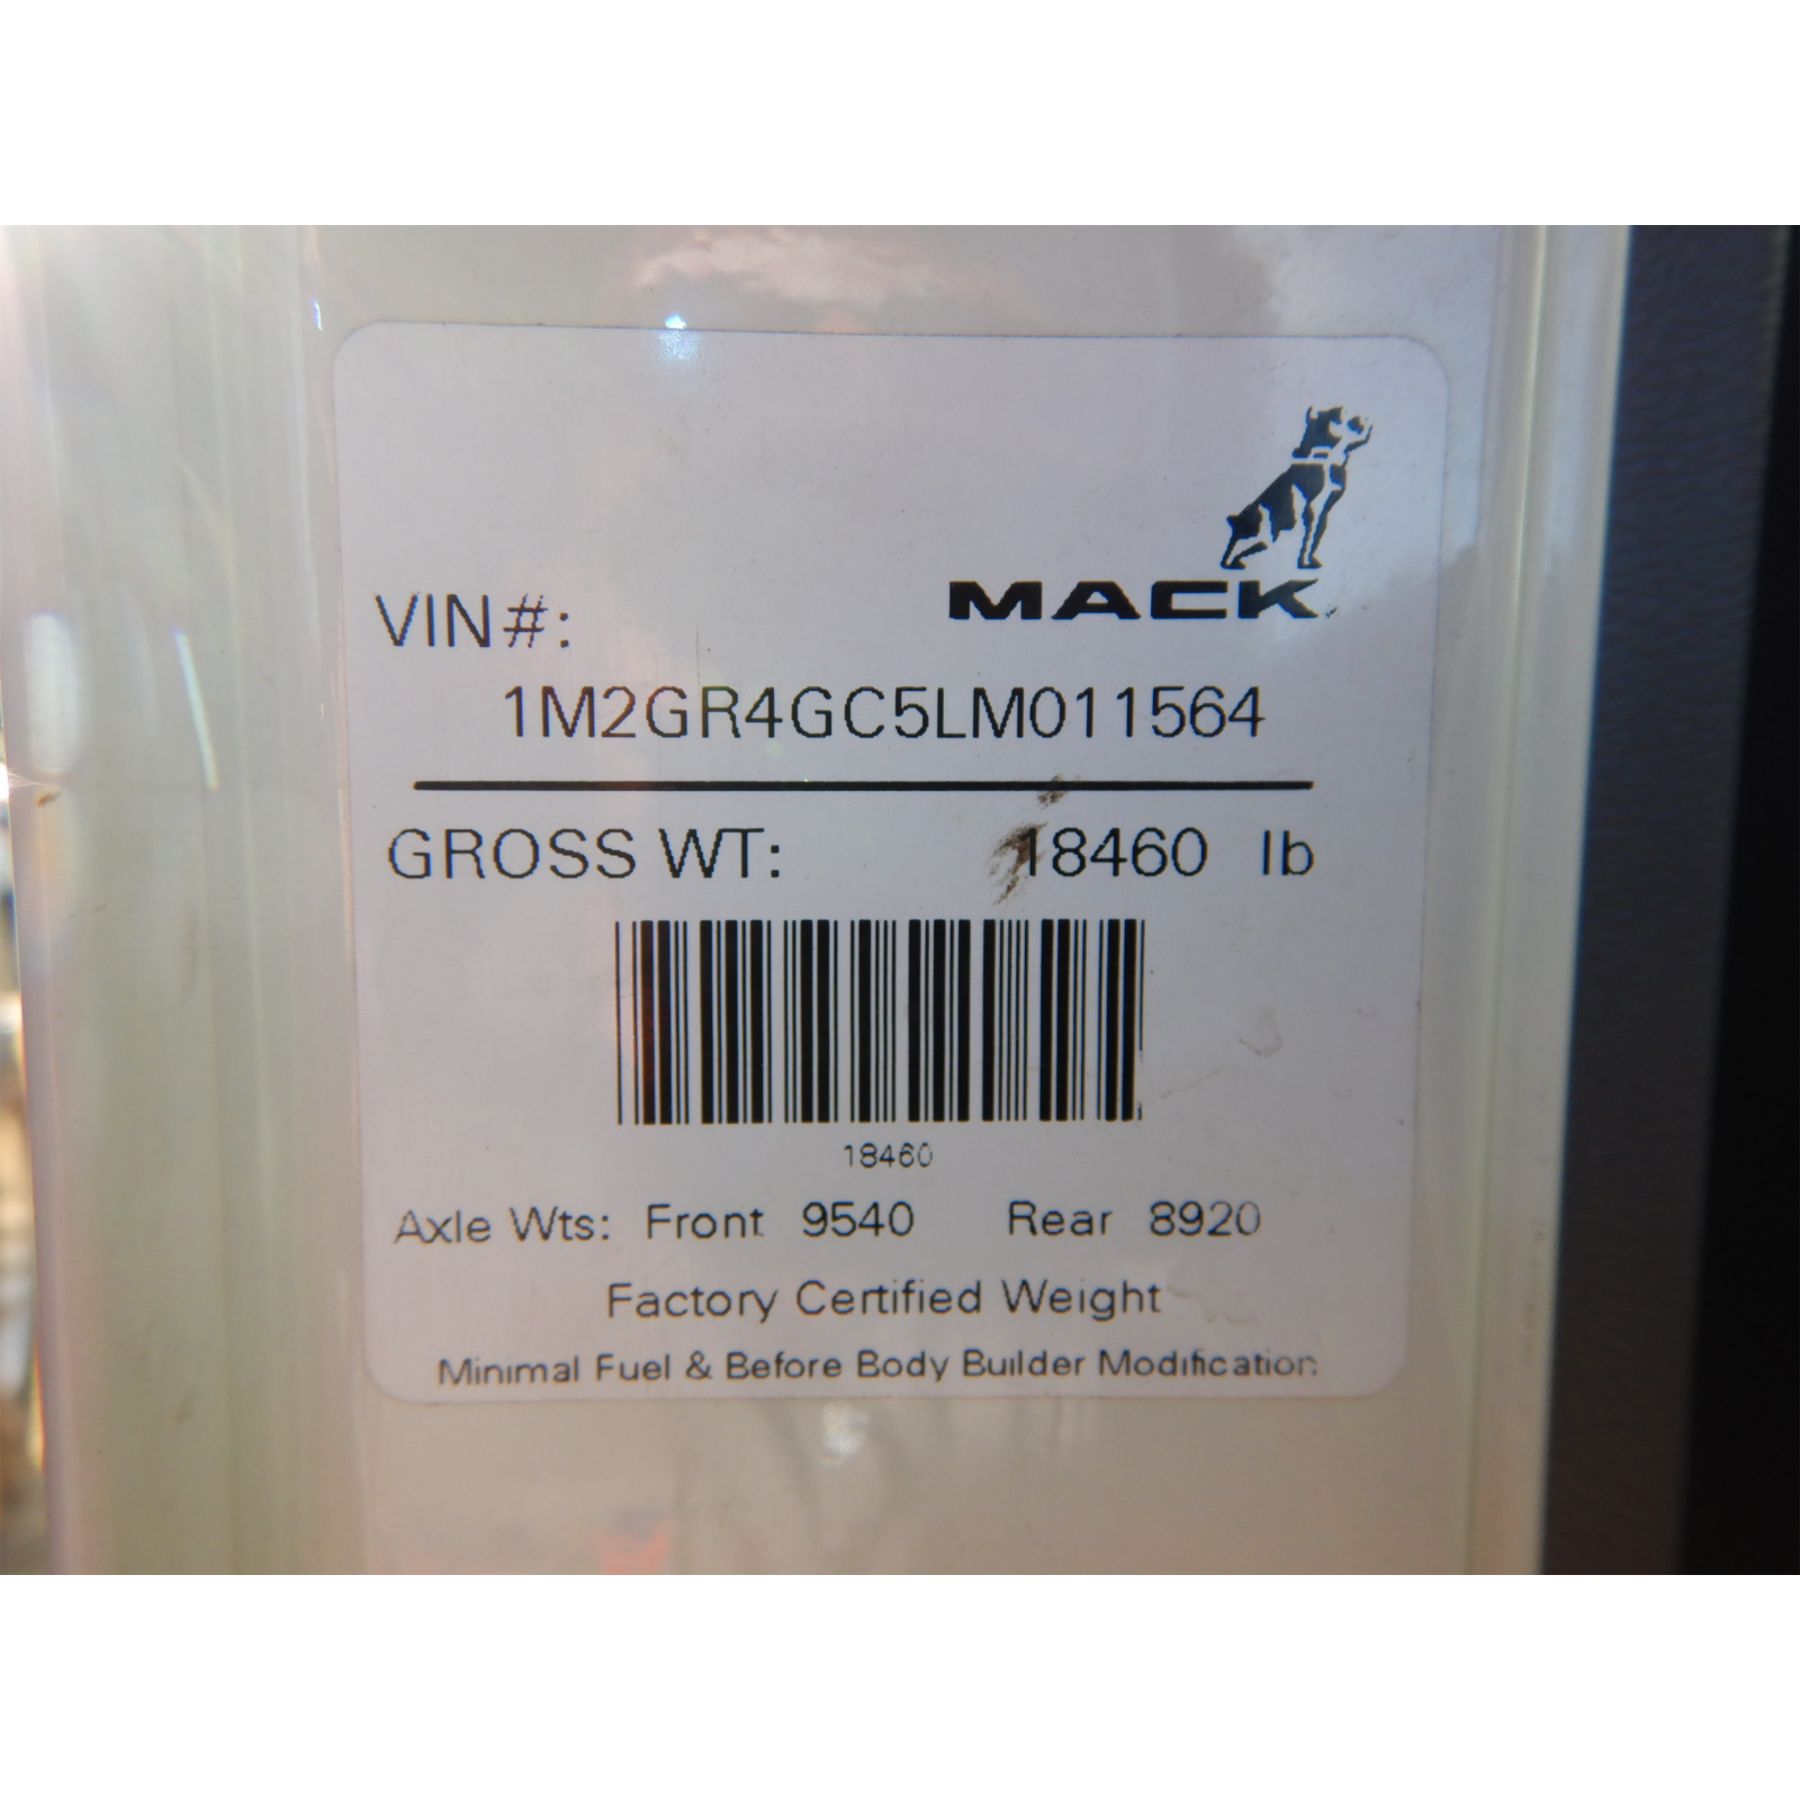 MACK
VIN#:
1M2GR4GC5LM011564
GROSS WT: 18460 lb
18460
Axle Wts: Front 9540 Rear 8920
Factory Certified Weight
Minimal Fuel & Before Body Builder Modification